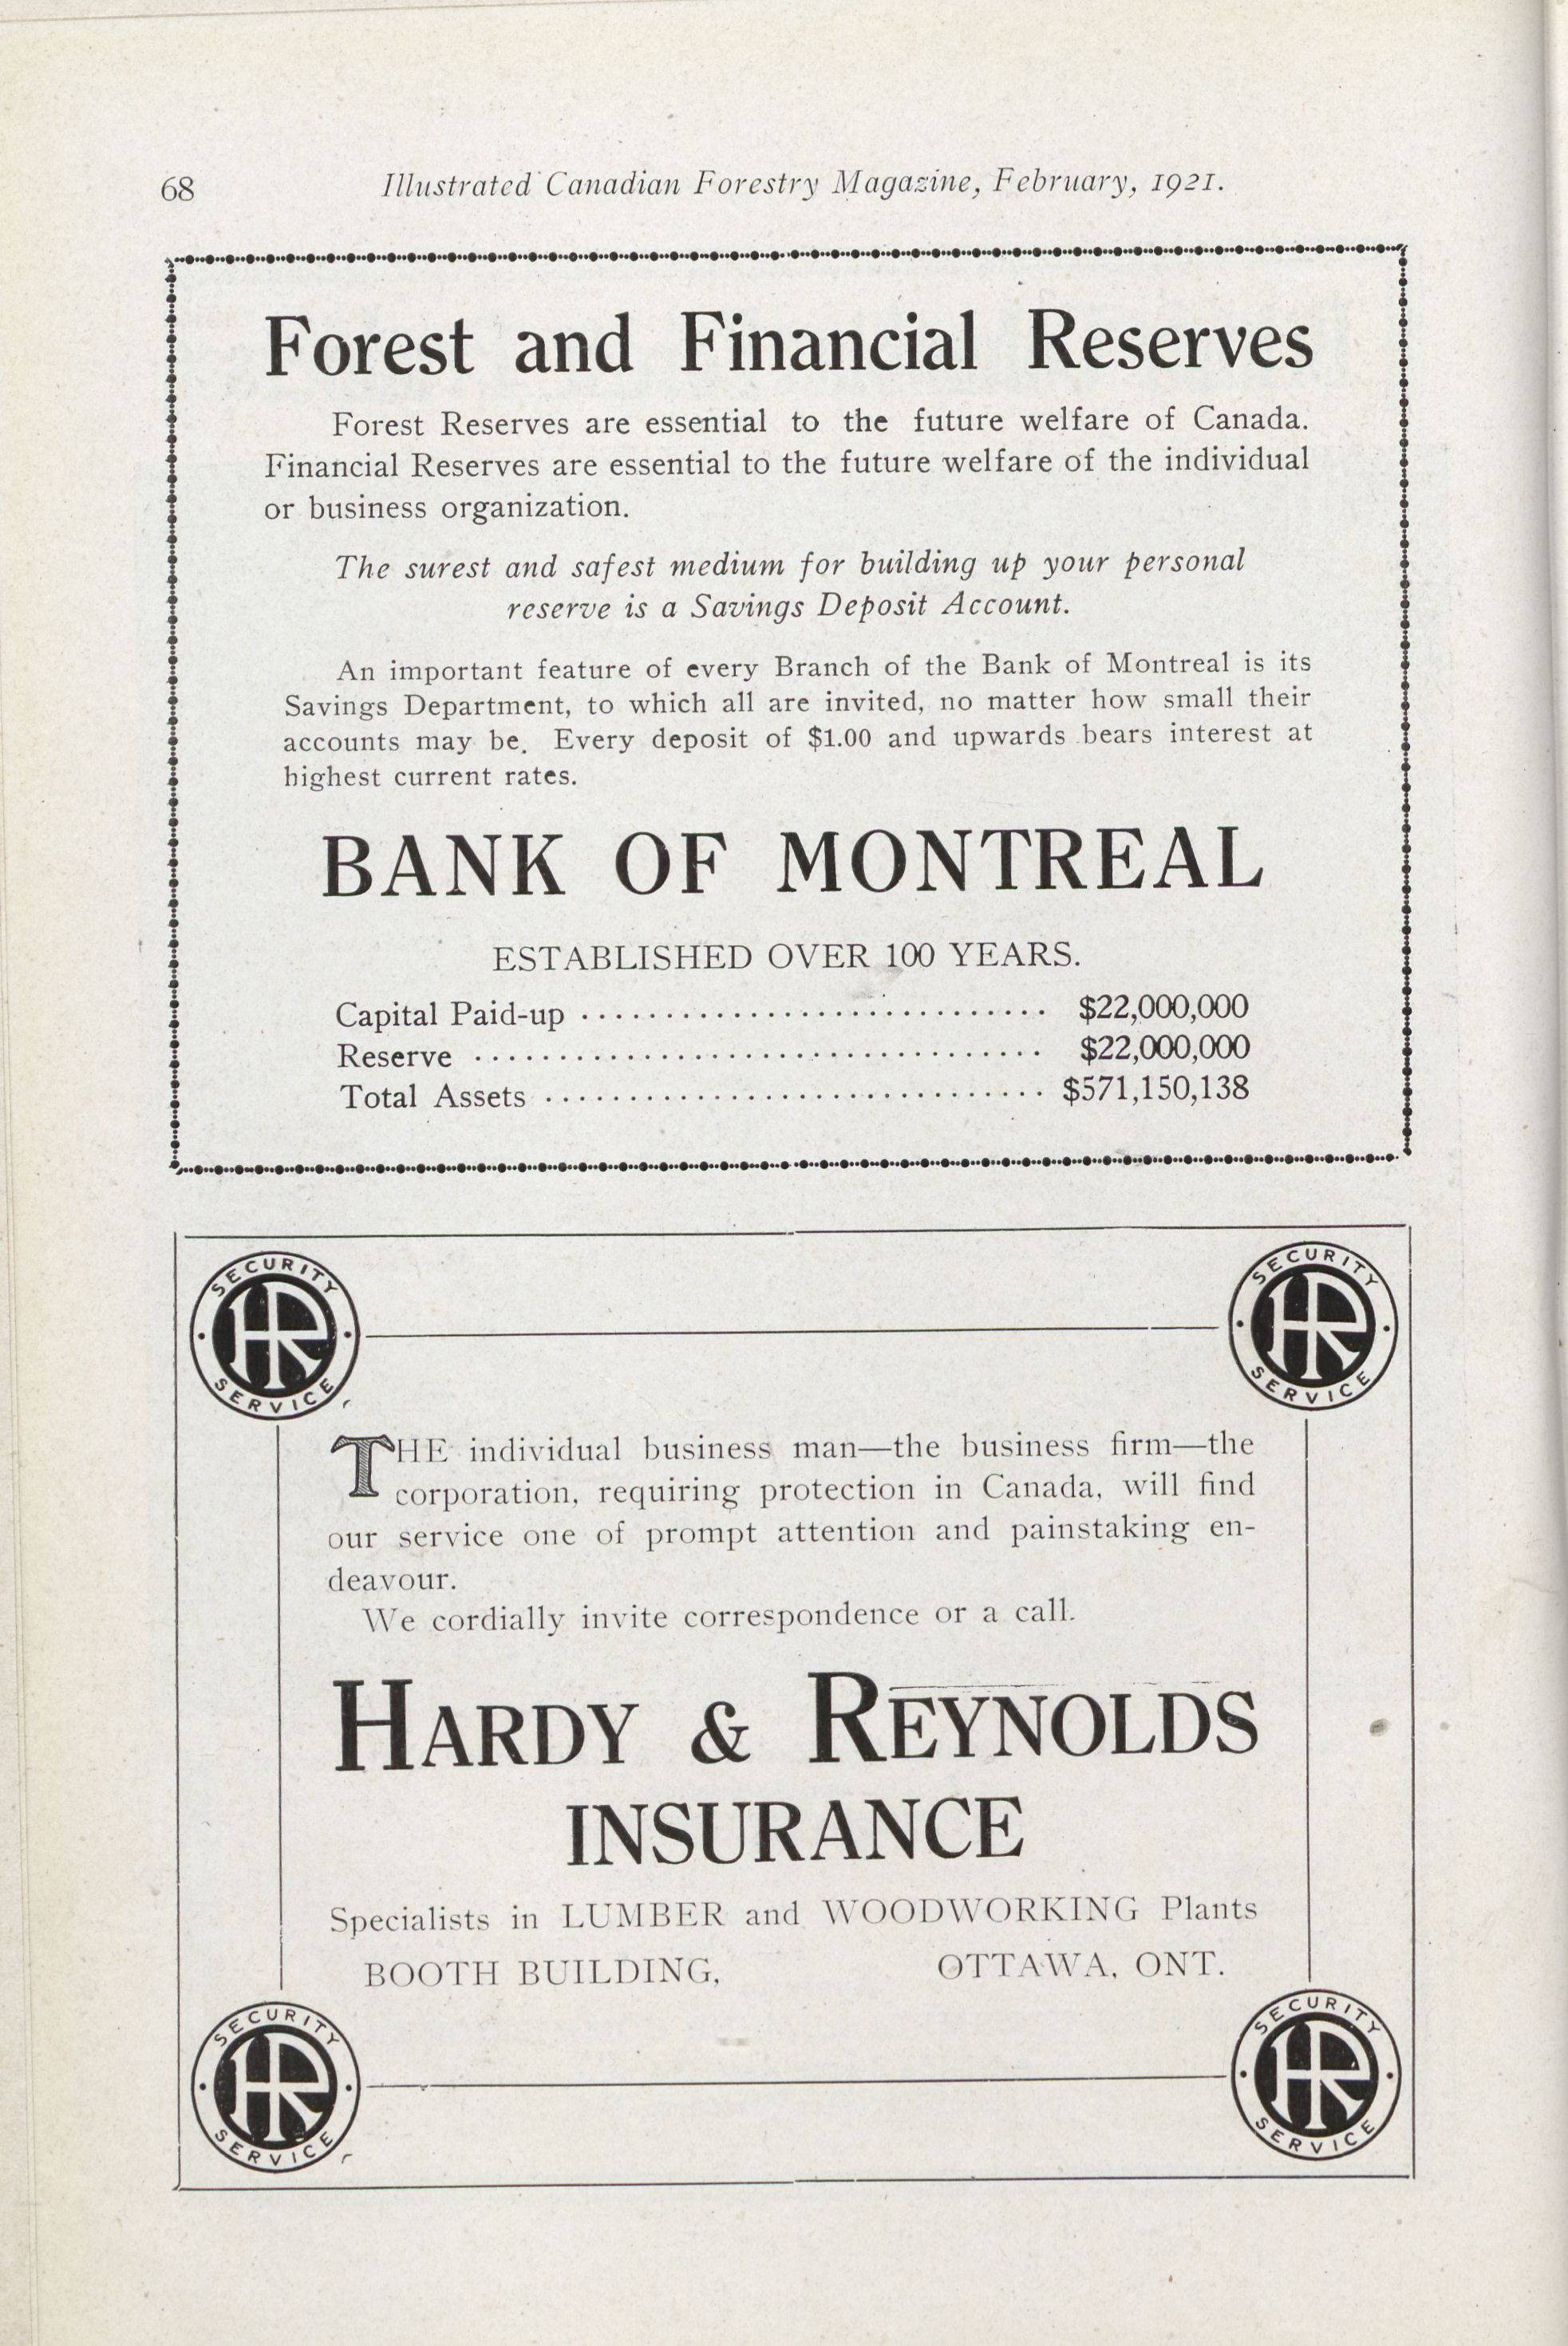 68
Illustrated Canadian Forestry Magazine, February, 1921.
Forest and Financial Reserves
Forest Reserves are essential to the future welfare of Canada.
Financial Reserves are essential to the future welfare of the individual
or business organization.
The surest and safest medium for building up your personal
reserve is a Savings Deposit Account.
An important feature of every Branch of the Bank of Montreal is its
Savings Department, to which all are invited, no matter how small their
accounts may be. Every deposit of $1.00 and upwards bears interest at
highest current rates.
BANK OF MONTREAL
ESTABLISHED OVER 100 YEARS.
Capital Paid-up ............................ $22,000,000
Reserve .................................. $22,000,000
Total Assets .............................. $571,150,138
SECURITY
HR
SERVICE
SECURITY
HR
SERVICE
THE individual business man—the business firm—the
corporation, requiring protection in Canada, will find
our service one of prompt attention and painstaking en-
deavour.
We cordially invite correspondence or a call.
HARDY & REYNOLDS
INSURANCE
Specialists in LUMBER and WOODWORKING Plants
BOOTH BUILDING, OTTAWA, ONT.
SECURITY
HR
SERVICE
SECURITY
HR
SERVICE